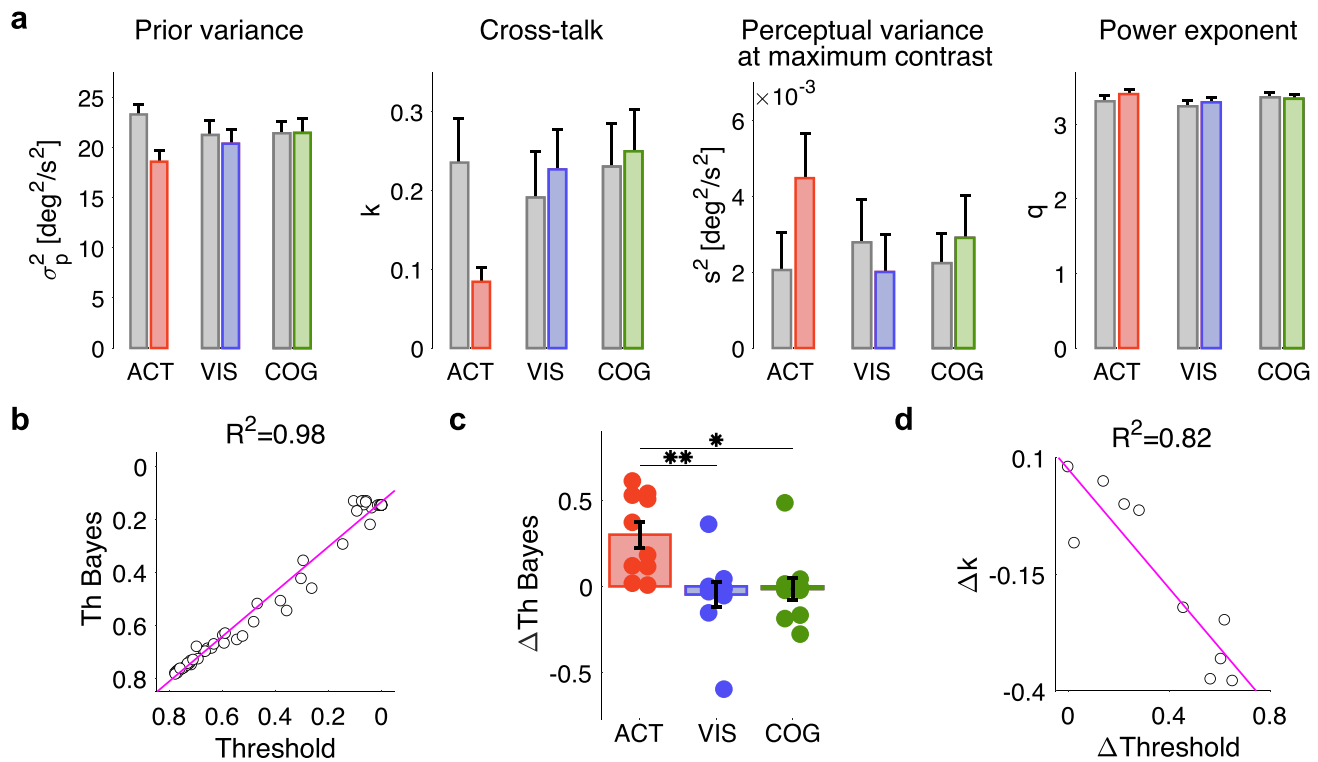 a
Prior variance
Cross-talk
Perceptual variance
at maximum contrast
Power exponent
σp2 [deg2/s2]
25
20
15
10
5
0
ACT VIS COG
k
0.3
0.2
0.1
0
ACT VIS COG
×10-3
s2 [deg2/s2]
6
4
2
0
ACT VIS COG
q
3
2
1
0
ACT VIS COG
b
R2=0.98
Th Bayes
0
0.2
0.4
0.6
0.8
0.8 0.6 0.4 0.2 0
Threshold
c
**
*
Δ Th Bayes
0.5
0
-0.5
ACT VIS COG
d
R2=0.82
Δk
0.1
-0.15
-0.4
0 0.4 0.8
Δ Threshold